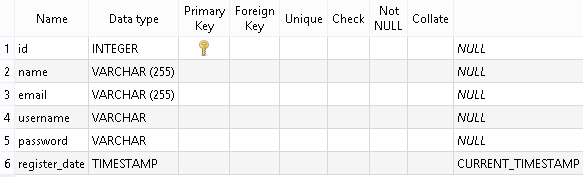 Name Data type Primary Key Foreign Key Unique Check Not NULL Collate
1 id INTEGER NULL
2 name VARCHAR (255) NULL
3 email VARCHAR (255) NULL
4 username VARCHAR NULL
5 password VARCHAR NULL
6 register_date TIMESTAMP CURRENT_TIMESTAMP